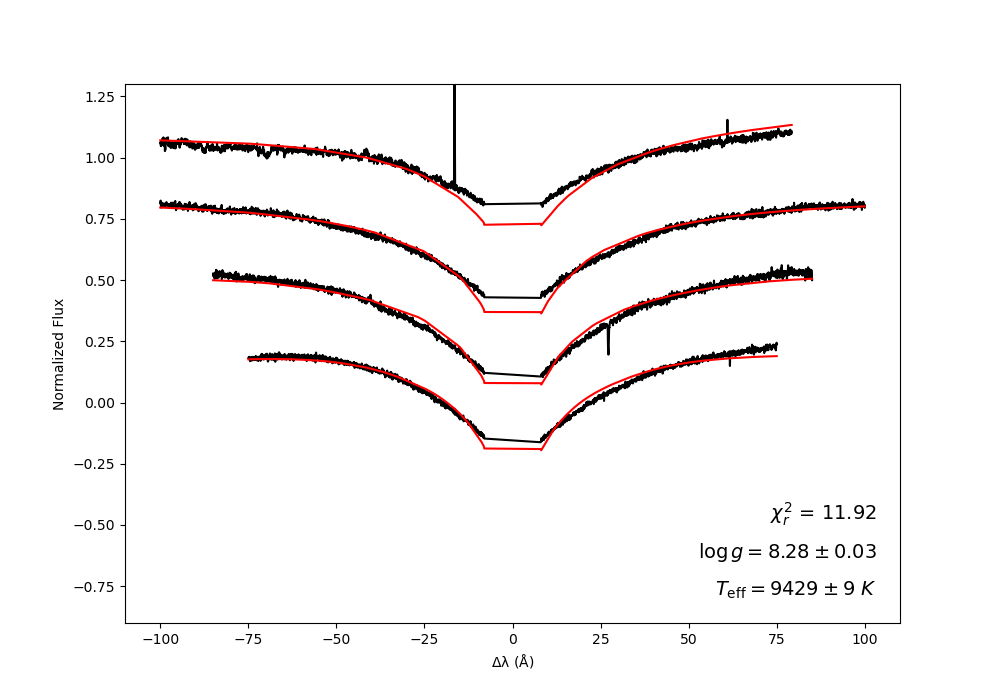 1.25
1.00
0.75
0.50
0.25
0.00
−0.25
−0.50
−0.75
Normalized Flux
χ²ᵣ = 11.92
log g = 8.28 ± 0.03
T_eff = 9429 ± 9 K
−100 −75 −50 −25 0 25 50 75 100
Δλ (Å)